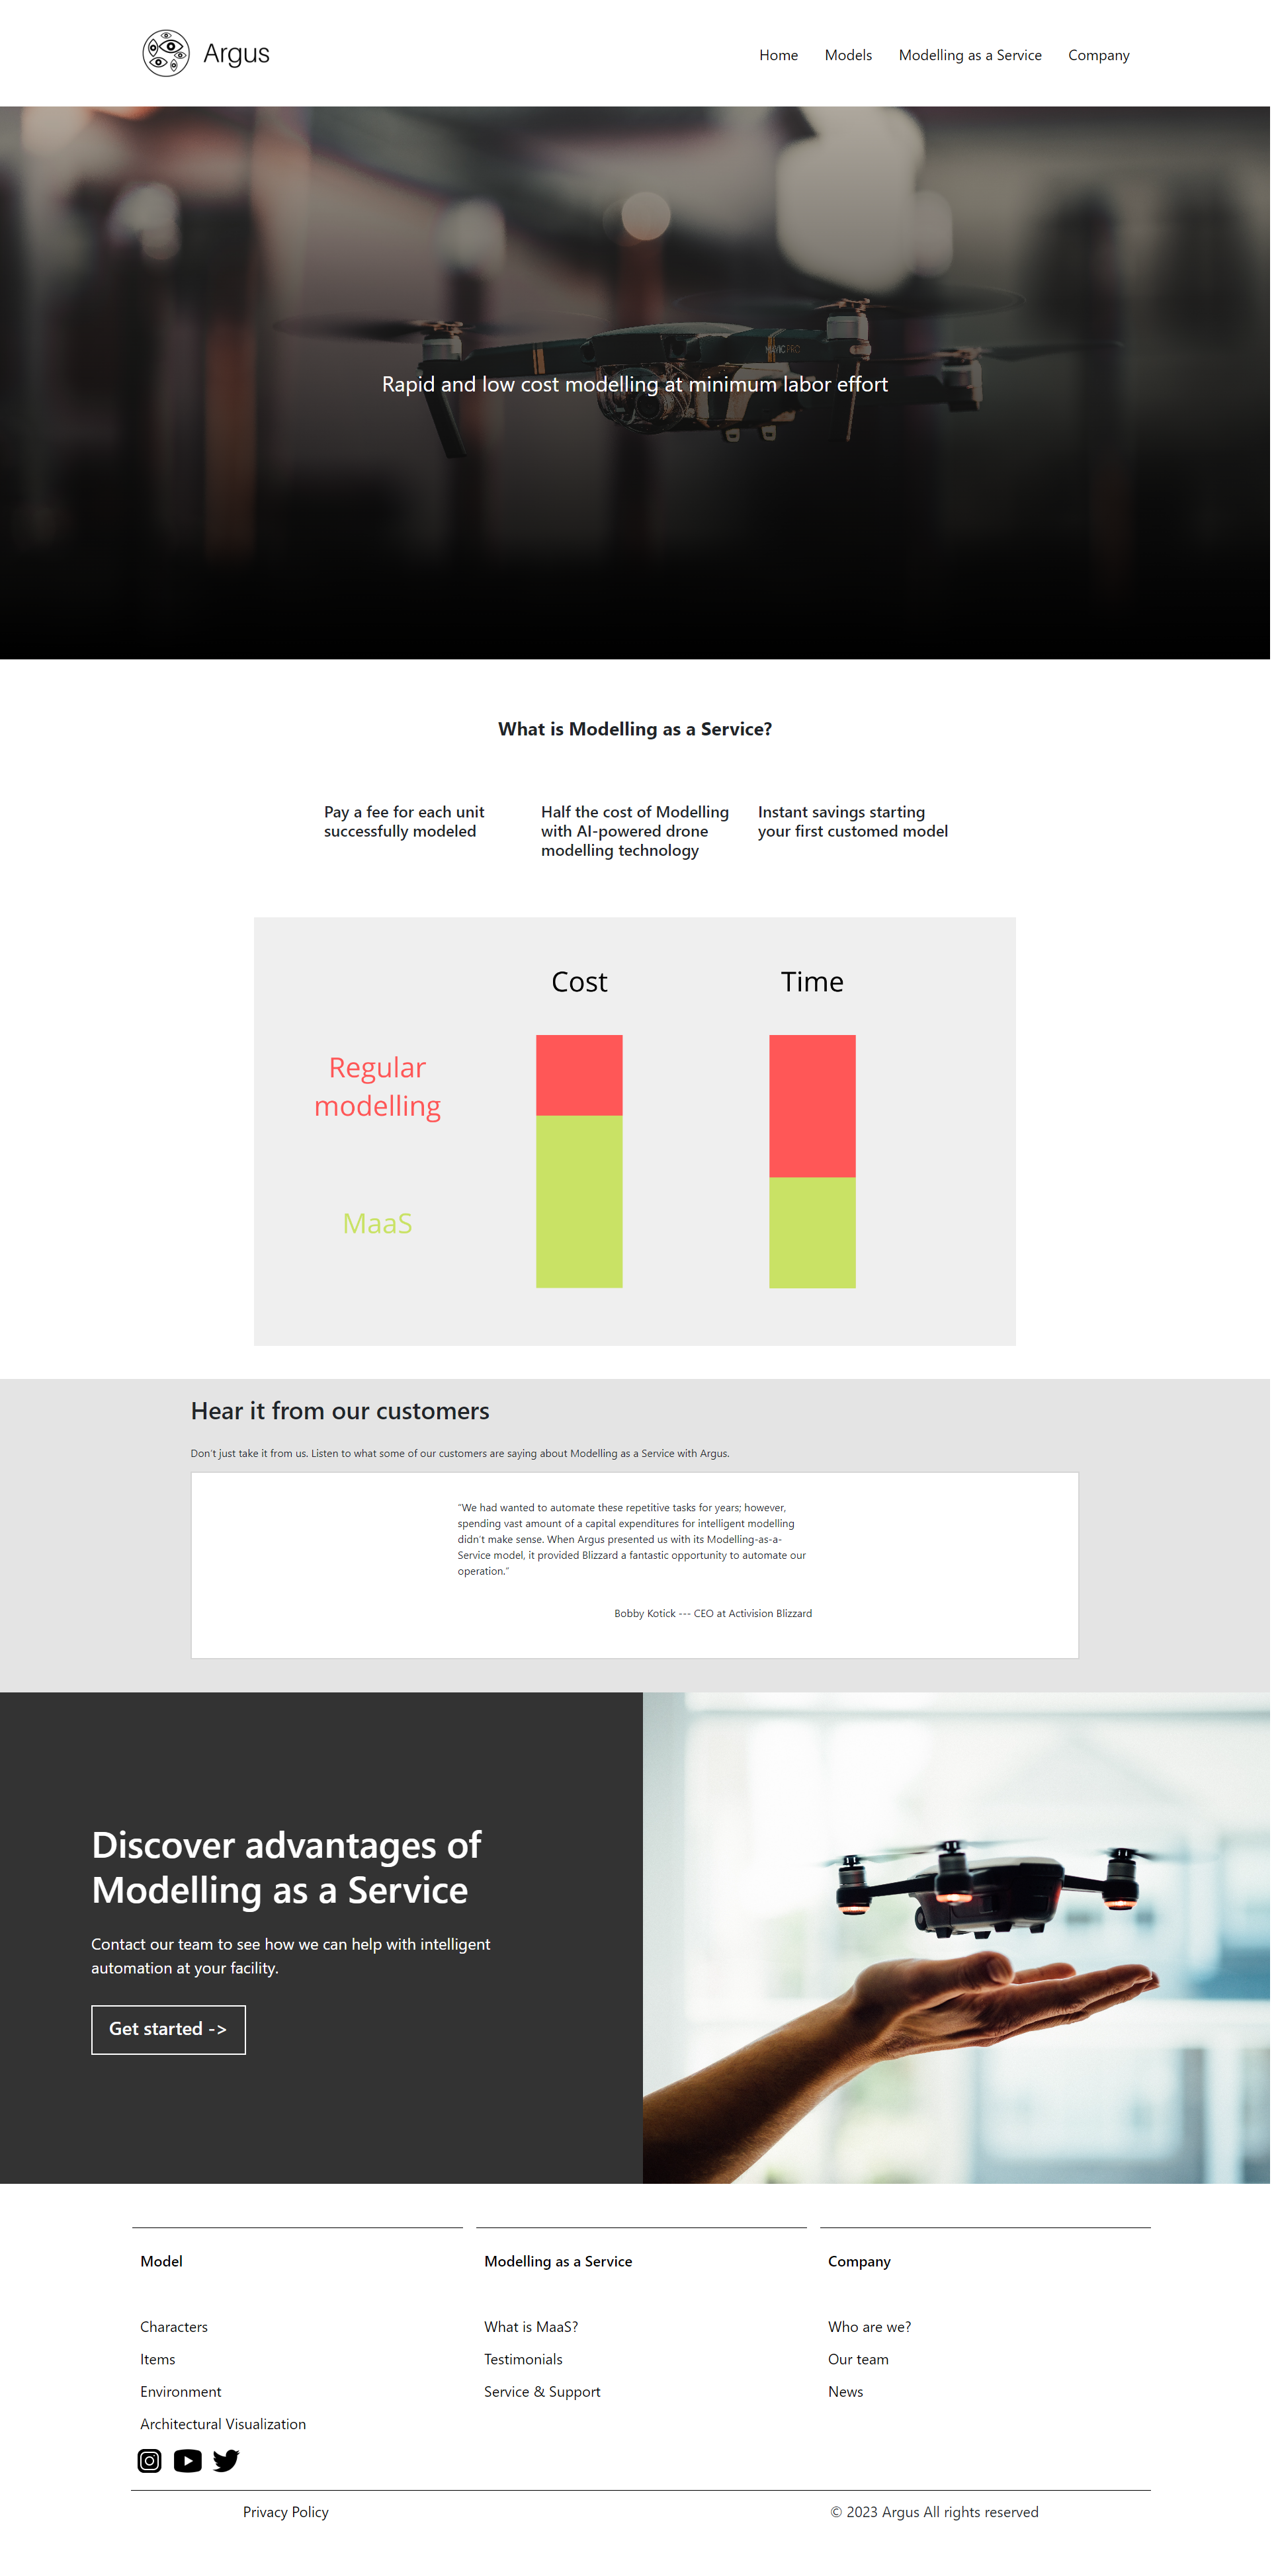 Argus
Home Models Modelling as a Service Company
MAVIC PRO
Rapid and low cost modelling at minimum labor effort
What is Modelling as a Service?
Pay a fee for each unit
successfully modeled
Half the cost of Modelling
with AI-powered drone
modelling technology
Instant savings starting
your first customed model
Cost
Time
Regular
modelling
MaaS
Hear it from our customers
Don't just take it from us. Listen to what some of our customers are saying about Modelling as a Service with Argus.
"We had wanted to automate these repetitive tasks for years; however,
spending vast amount of a capital expenditures for intelligent modelling
didn't make sense. When Argus presented us with its Modelling-as-a-
Service model, it provided Blizzard a fantastic opportunity to automate our
operation."
Bobby Kotick --- CEO at Activision Blizzard
Discover advantages of
Modelling as a Service
Contact our team to see how we can help with intelligent
automation at your facility.
Get started ->
Model
Characters
Items
Environment
Architectural Visualization
Modelling as a Service
What is MaaS?
Testimonials
Service & Support
Company
Who are we?
Our team
News
Privacy Policy
© 2023 Argus All rights reserved